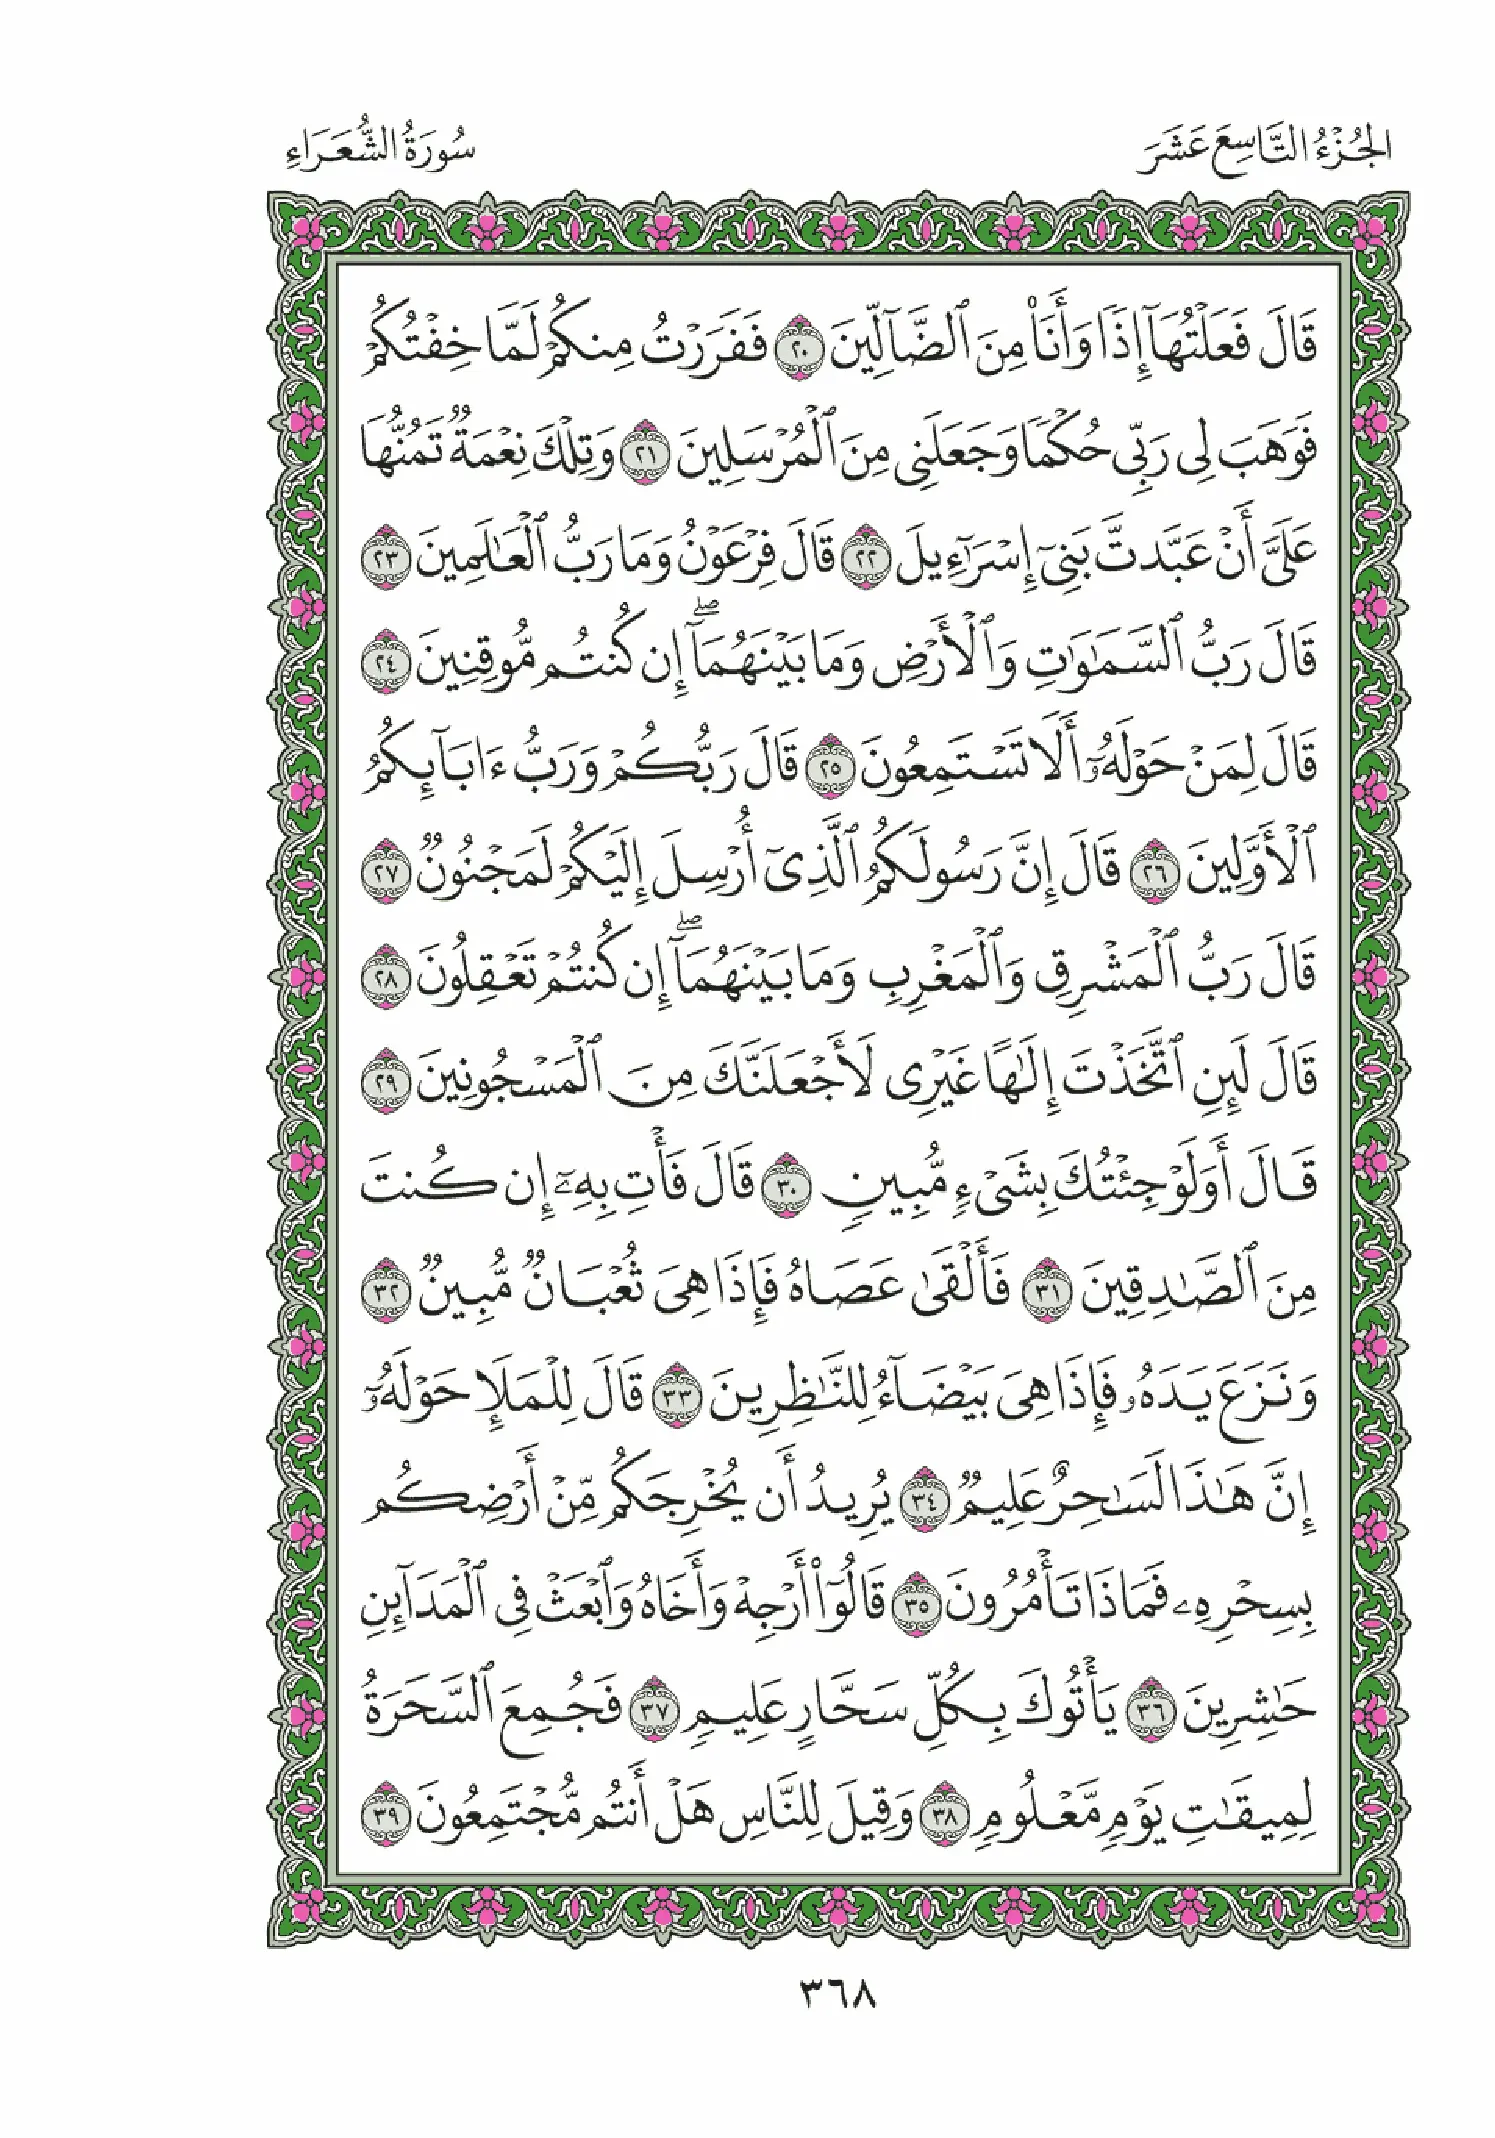 الجُزْءُ التَّاسِعَ عَشَرَ
سُورَةُ الشُّعَرَاءِ
قَالَ فَعَلْتُهَآ إِذًا وَأَنَا۠ مِنَ ٱلضَّآلِّينَ ٢٠ فَفَرَرْتُ مِنكُمْ لَمَّا خِفْتُكُمْ
فَوَهَبَ لِى رَبِّى حُكْمًا وَجَعَلَنِى مِنَ ٱلْمُرْسَلِينَ ٢١ وَتِلْكَ نِعْمَةٌ تَمُنُّهَا
عَلَىَّ أَنْ عَبَّدتَّ بَنِىٓ إِسْرَٰٓءِيلَ ٢٢ قَالَ فِرْعَوْنُ وَمَا رَبُّ ٱلْعَـٰلَمِينَ ٢٣
قَالَ رَبُّ ٱلسَّمَـٰوَٰتِ وَٱلْأَرْضِ وَمَا بَيْنَهُمَآ ۖ إِن كُنتُم مُّوقِنِينَ ٢٤
قَالَ لِمَنْ حَوْلَهُۥٓ أَلَا تَسْتَمِعُونَ ٢٥ قَالَ رَبُّكُمْ وَرَبُّ ءَابَآئِكُمُ
ٱلْأَوَّلِينَ ٢٦ قَالَ إِنَّ رَسُولَكُمُ ٱلَّذِىٓ أُرْسِلَ إِلَيْكُمْ لَمَجْنُونٌ ٢٧
قَالَ رَبُّ ٱلْمَشْرِقِ وَٱلْمَغْرِبِ وَمَا بَيْنَهُمَآ ۖ إِن كُنتُمْ تَعْقِلُونَ ٢٨
قَالَ لَئِنِ ٱتَّخَذْتَ إِلَـٰهًا غَيْرِى لَأَجْعَلَنَّكَ مِنَ ٱلْمَسْجُونِينَ ٢٩
قَالَ أَوَلَوْ جِئْتُكَ بِشَىْءٍ مُّبِينٍ ٣٠ قَالَ فَأْتِ بِهِۦٓ إِن كُنتَ
مِنَ ٱلصَّـٰدِقِينَ ٣١ فَأَلْقَىٰ عَصَاهُ فَإِذَا هِىَ ثُعْبَانٌ مُّبِينٌ ٣٢
وَنَزَعَ يَدَهُۥ فَإِذَا هِىَ بَيْضَآءُ لِلنَّـٰظِرِينَ ٣٣ قَالَ لِلْمَلَإِ حَوْلَهُۥٓ
إِنَّ هَـٰذَا لَسَـٰحِرٌ عَلِيمٌ ٣٤ يُرِيدُ أَن يُخْرِجَكُم مِّنْ أَرْضِكُم
بِسِحْرِهِۦ فَمَاذَا تَأْمُرُونَ ٣٥ قَالُوٓا۟ أَرْجِهْ وَأَخَاهُ وَٱبْعَثْ فِى ٱلْمَدَآئِنِ
حَـٰشِرِينَ ٣٦ يَأْتُوكَ بِكُلِّ سَحَّارٍ عَلِيمٍ ٣٧ فَجُمِعَ ٱلسَّحَرَةُ
لِمِيقَـٰتِ يَوْمٍ مَّعْلُومٍ ٣٨ وَقِيلَ لِلنَّاسِ هَلْ أَنتُم مُّجْتَمِعُونَ ٣٩
٣٦٨